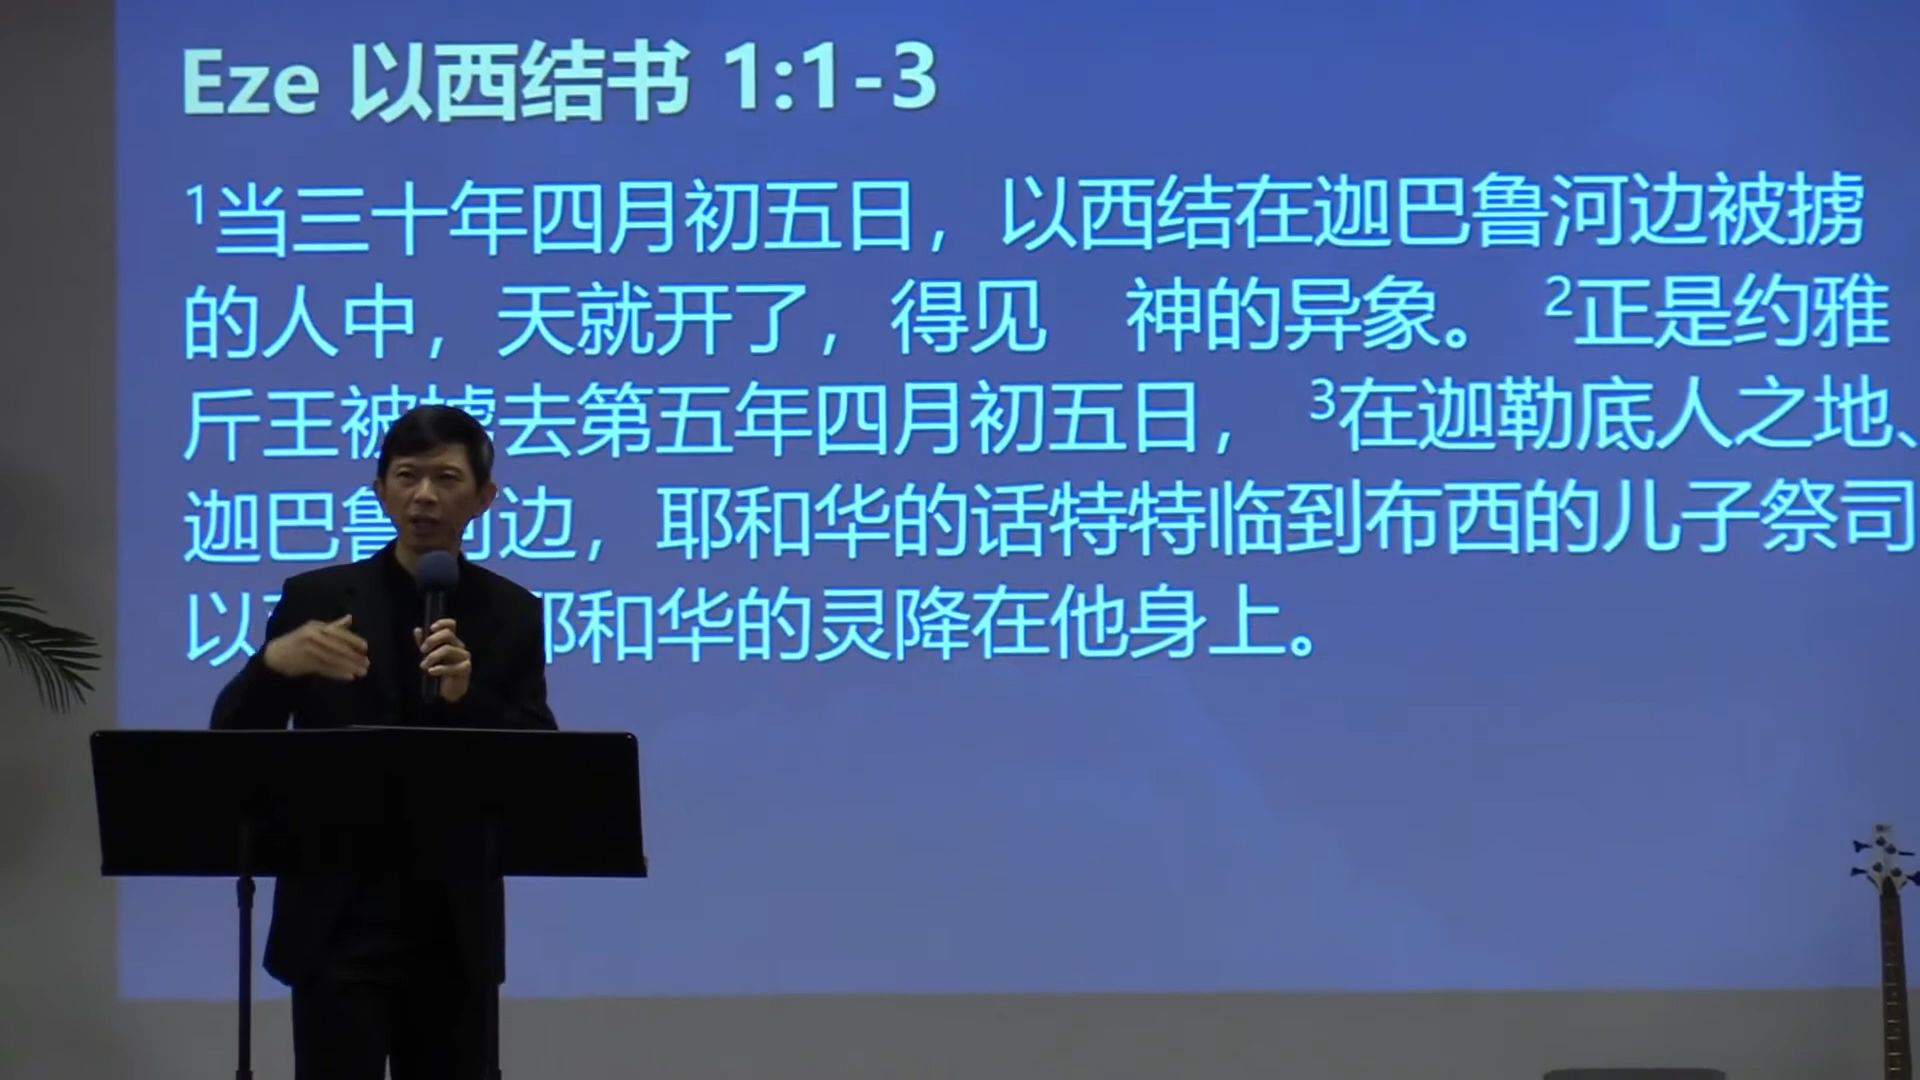 Eze 以西结书 1:1-3
1当三十年四月初五日，以西结在迦巴鲁河边被掳
的人中，天就开了，得见　神的异象。 2正是约雅
斤王被掳去第五年四月初五日， 3在迦勒底人之地、
迦巴鲁河边，耶和华的话特特临到布西的儿子祭司
以 耶和华的灵降在他身上。